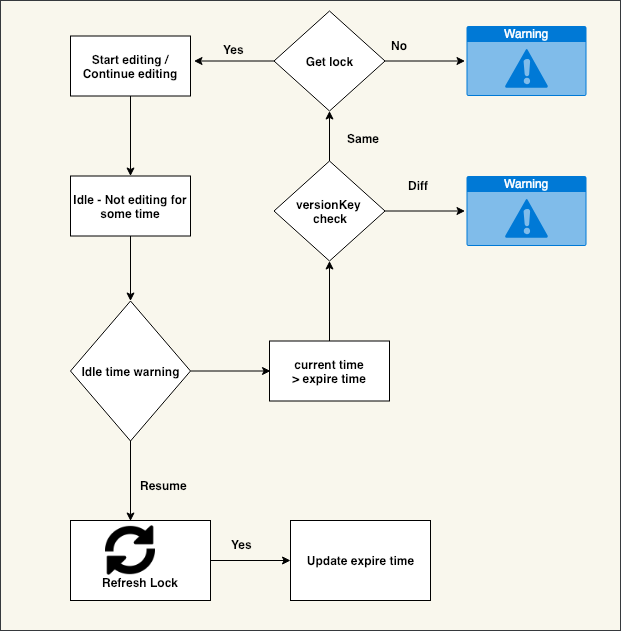 Warning
Yes
No
Start editing /
Continue editing
Get lock
Same
Warning
Diff
Idle - Not editing for
some time
versionKey
check
Idle time warning
current time
> expire time
Resume
Yes
Refresh Lock
Update expire time